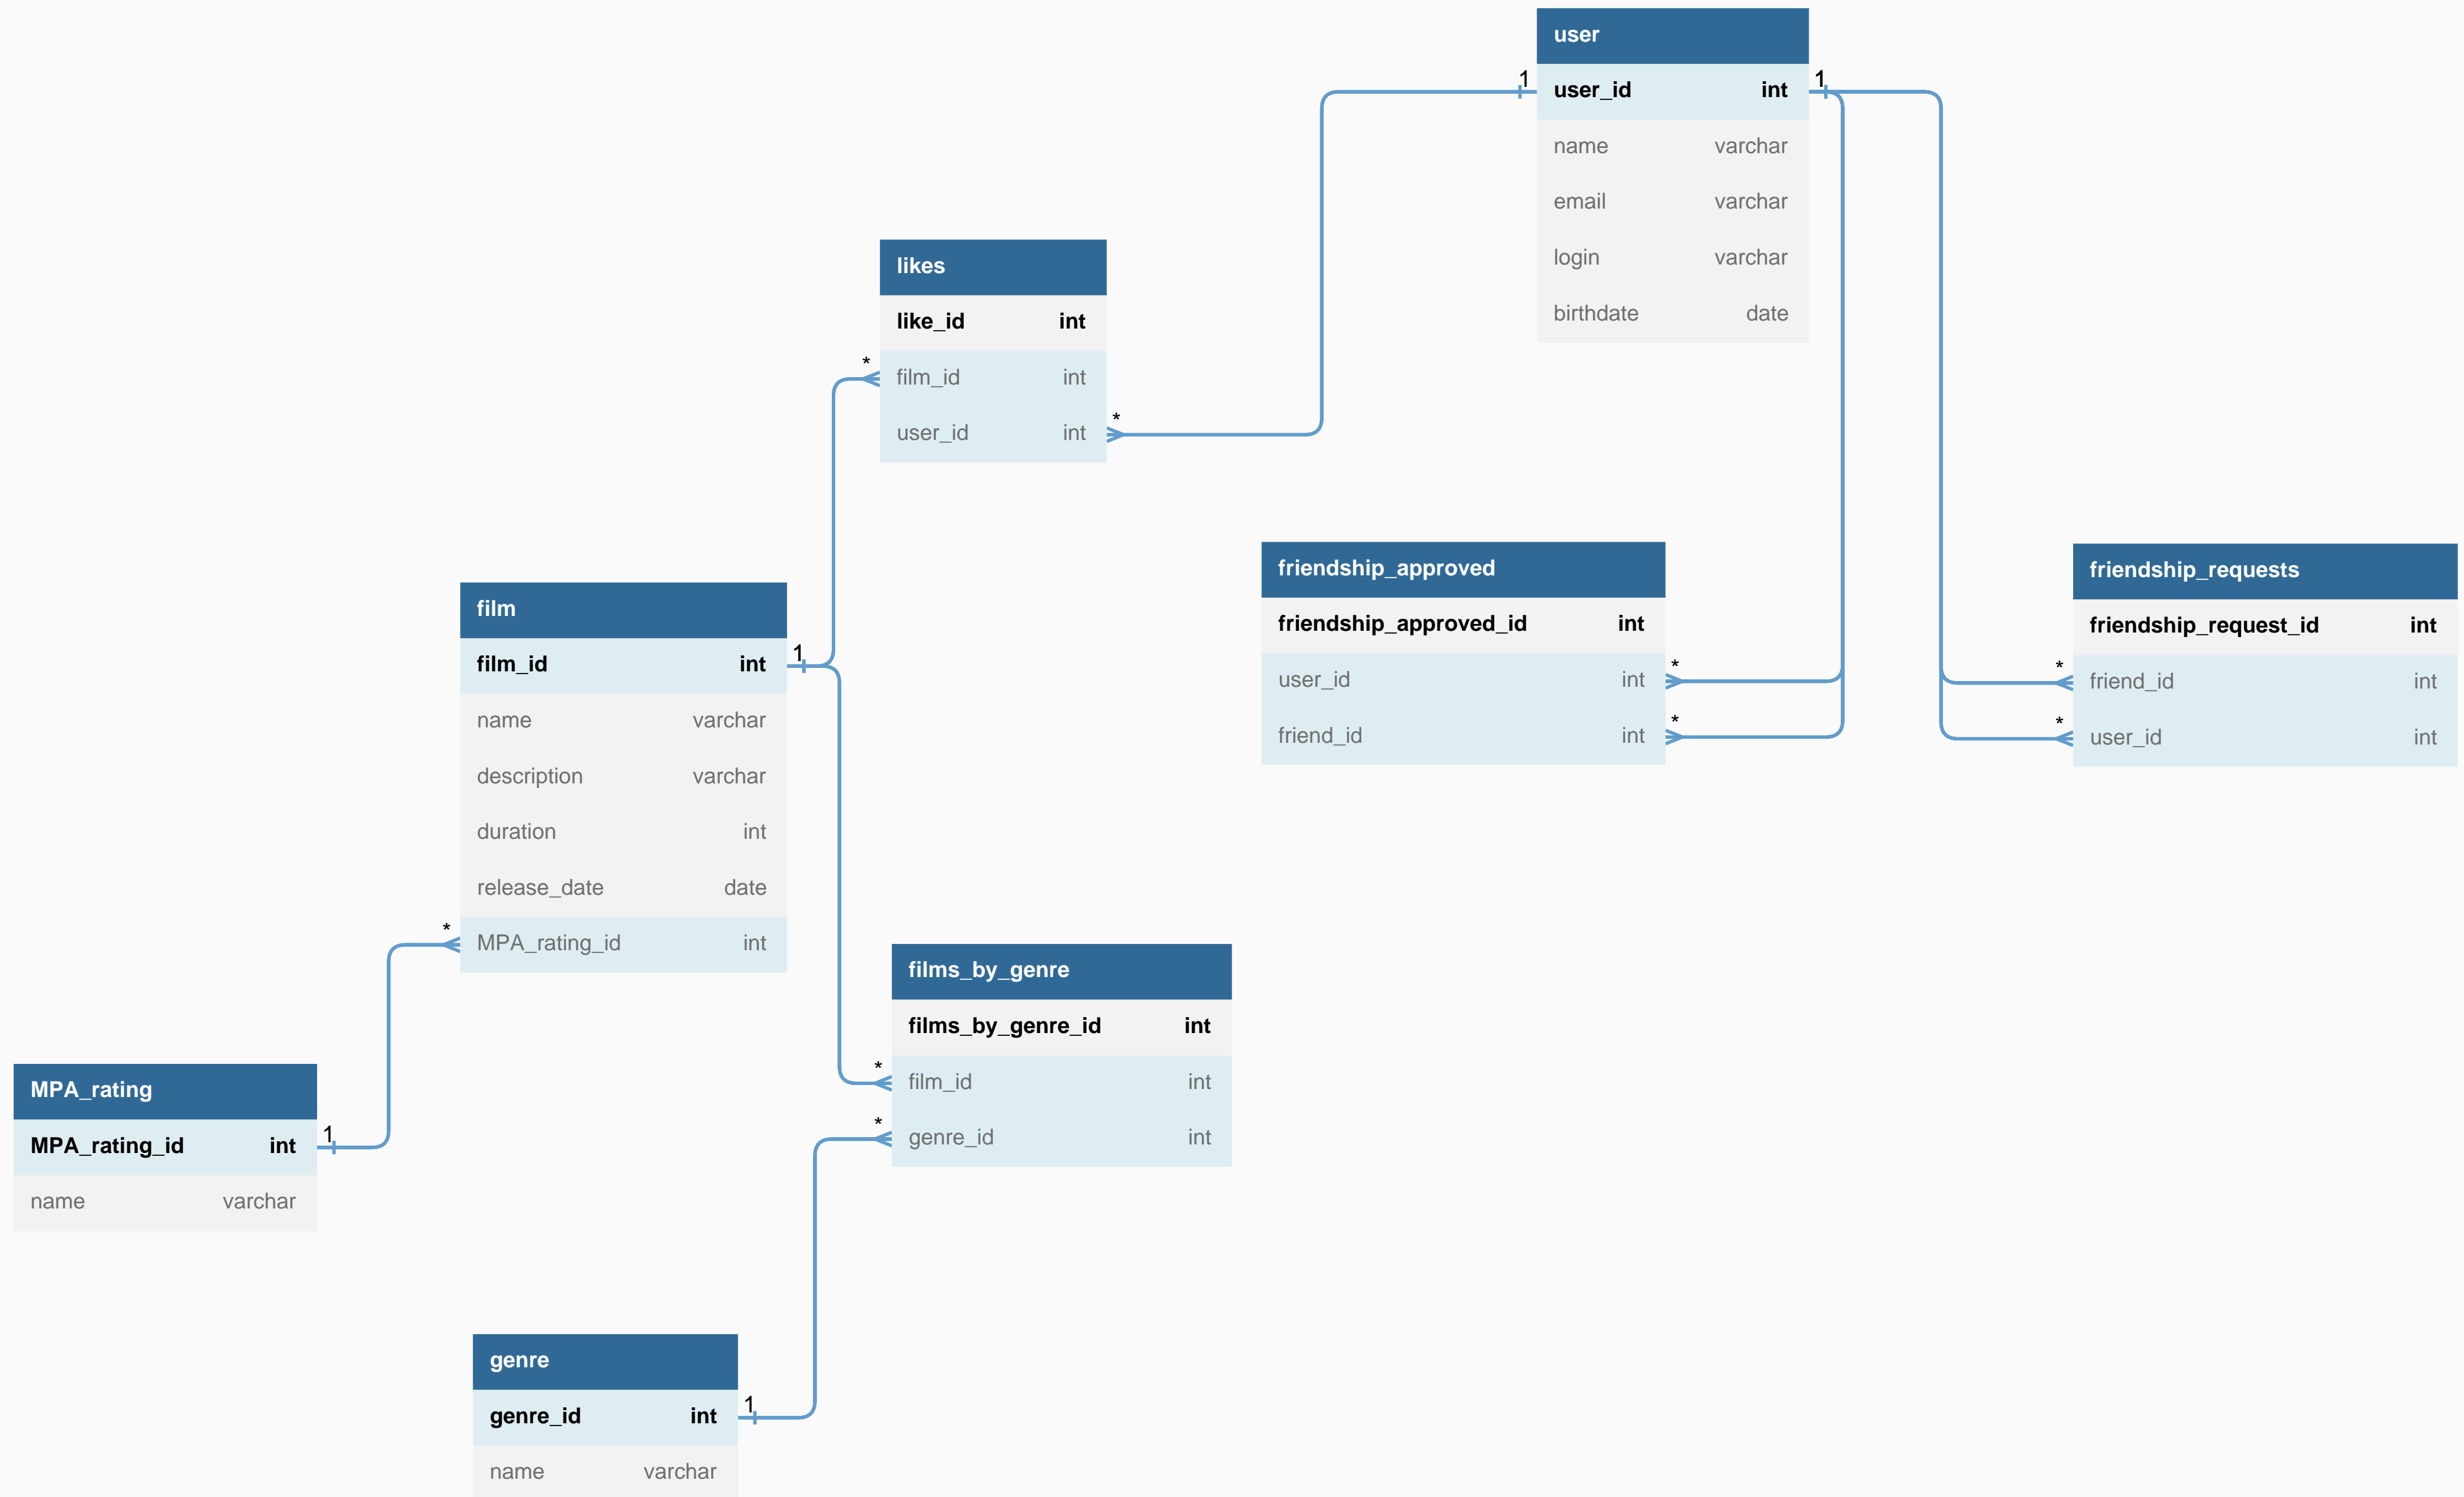 user
1 user_id int 1
name varchar
email varchar
login varchar
birthdate date
likes
like_id int
* film_id int
user_id int *
friendship_approved
friendship_approved_id int
user_id int *
friend_id int *
friendship_requests
friendship_request_id int
* friend_id int
* user_id int
film
film_id int 1
name varchar
description varchar
duration int
release_date date
* MPA_rating_id int
films_by_genre
films_by_genre_id int
* film_id int
* genre_id int
MPA_rating
MPA_rating_id int 1
name varchar
genre
genre_id int 1
name varchar